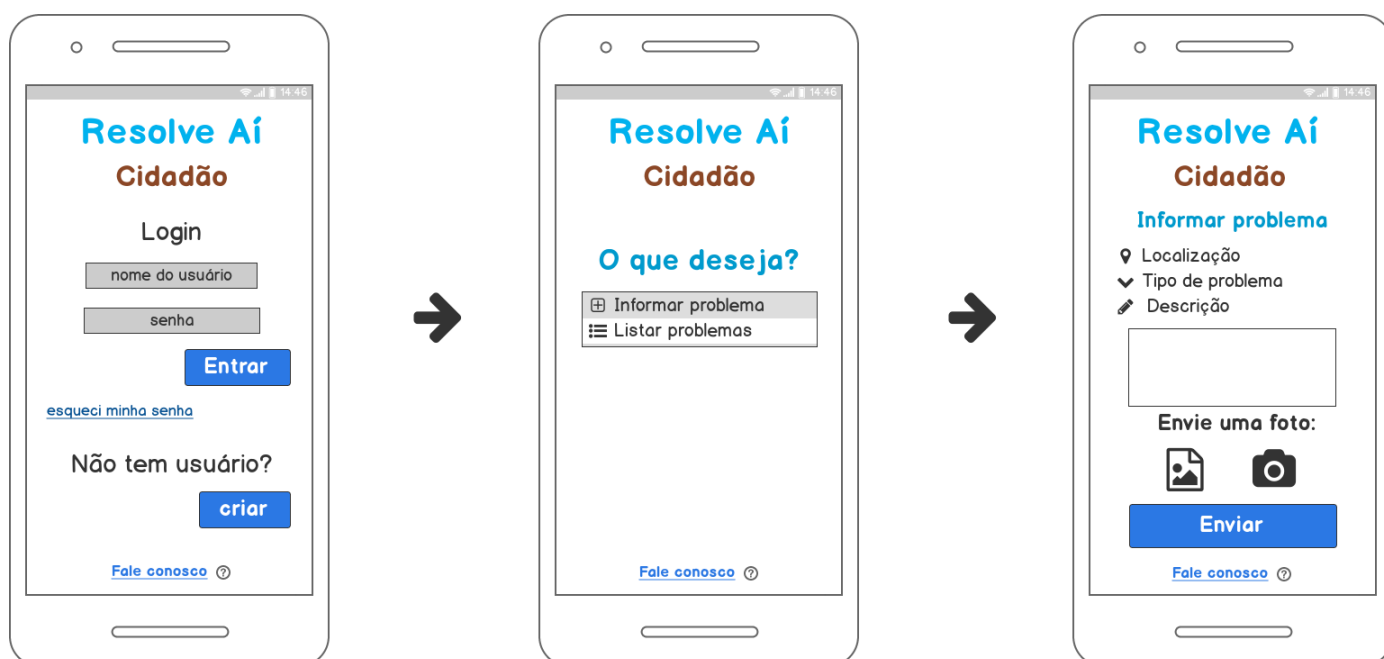 14:46
Resolve Aí
Cidadão
Login
nome do usuário
senha
Entrar
esqueci minha senha
Não tem usuário?
criar
Fale conosco
14:46
Resolve Aí
Cidadão
O que deseja?
Informar problema
Listar problemas
Fale conosco
14:46
Resolve Aí
Cidadão
Informar problema
Localização
Tipo de problema
Descrição
Envie uma foto:
Enviar
Fale conosco